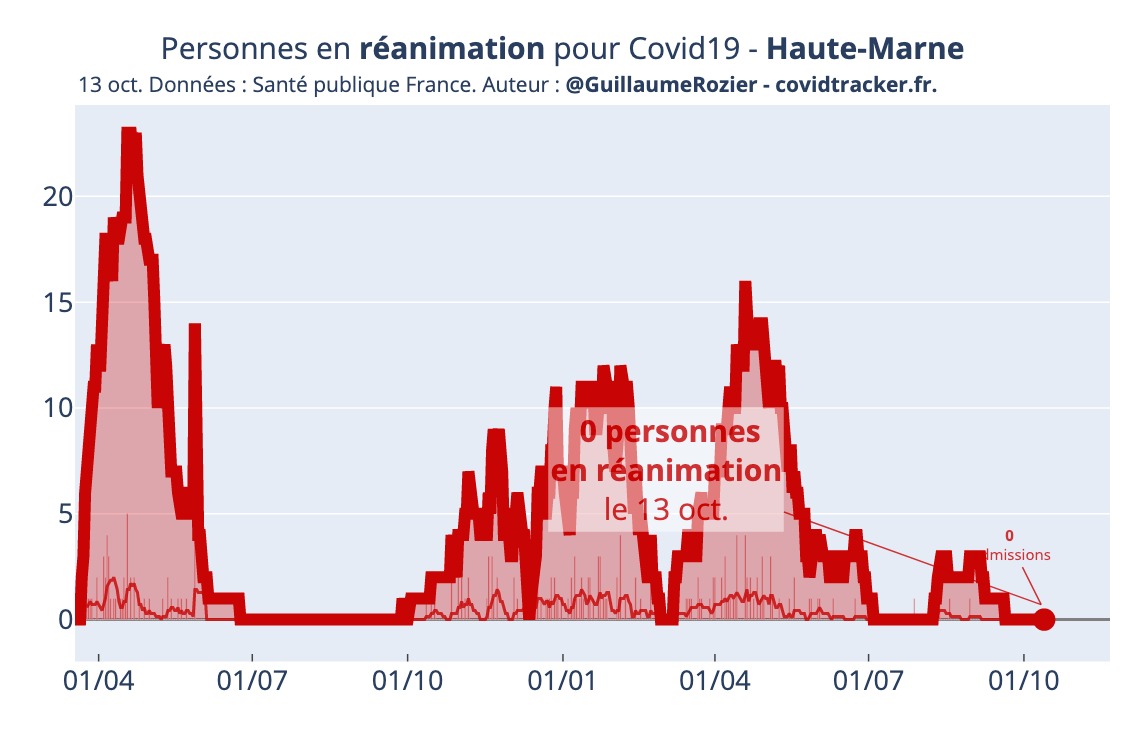 Personnes en réanimation pour Covid19 - Haute-Marne
13 oct. Données : Santé publique France. Auteur : @GuillaumeRozier - covidtracker.fr.
20
15
10
5
0
0 personnes
en réanimation
le 13 oct.
0
dmissions
01/04
01/07
01/10
01/01
01/04
01/07
01/10